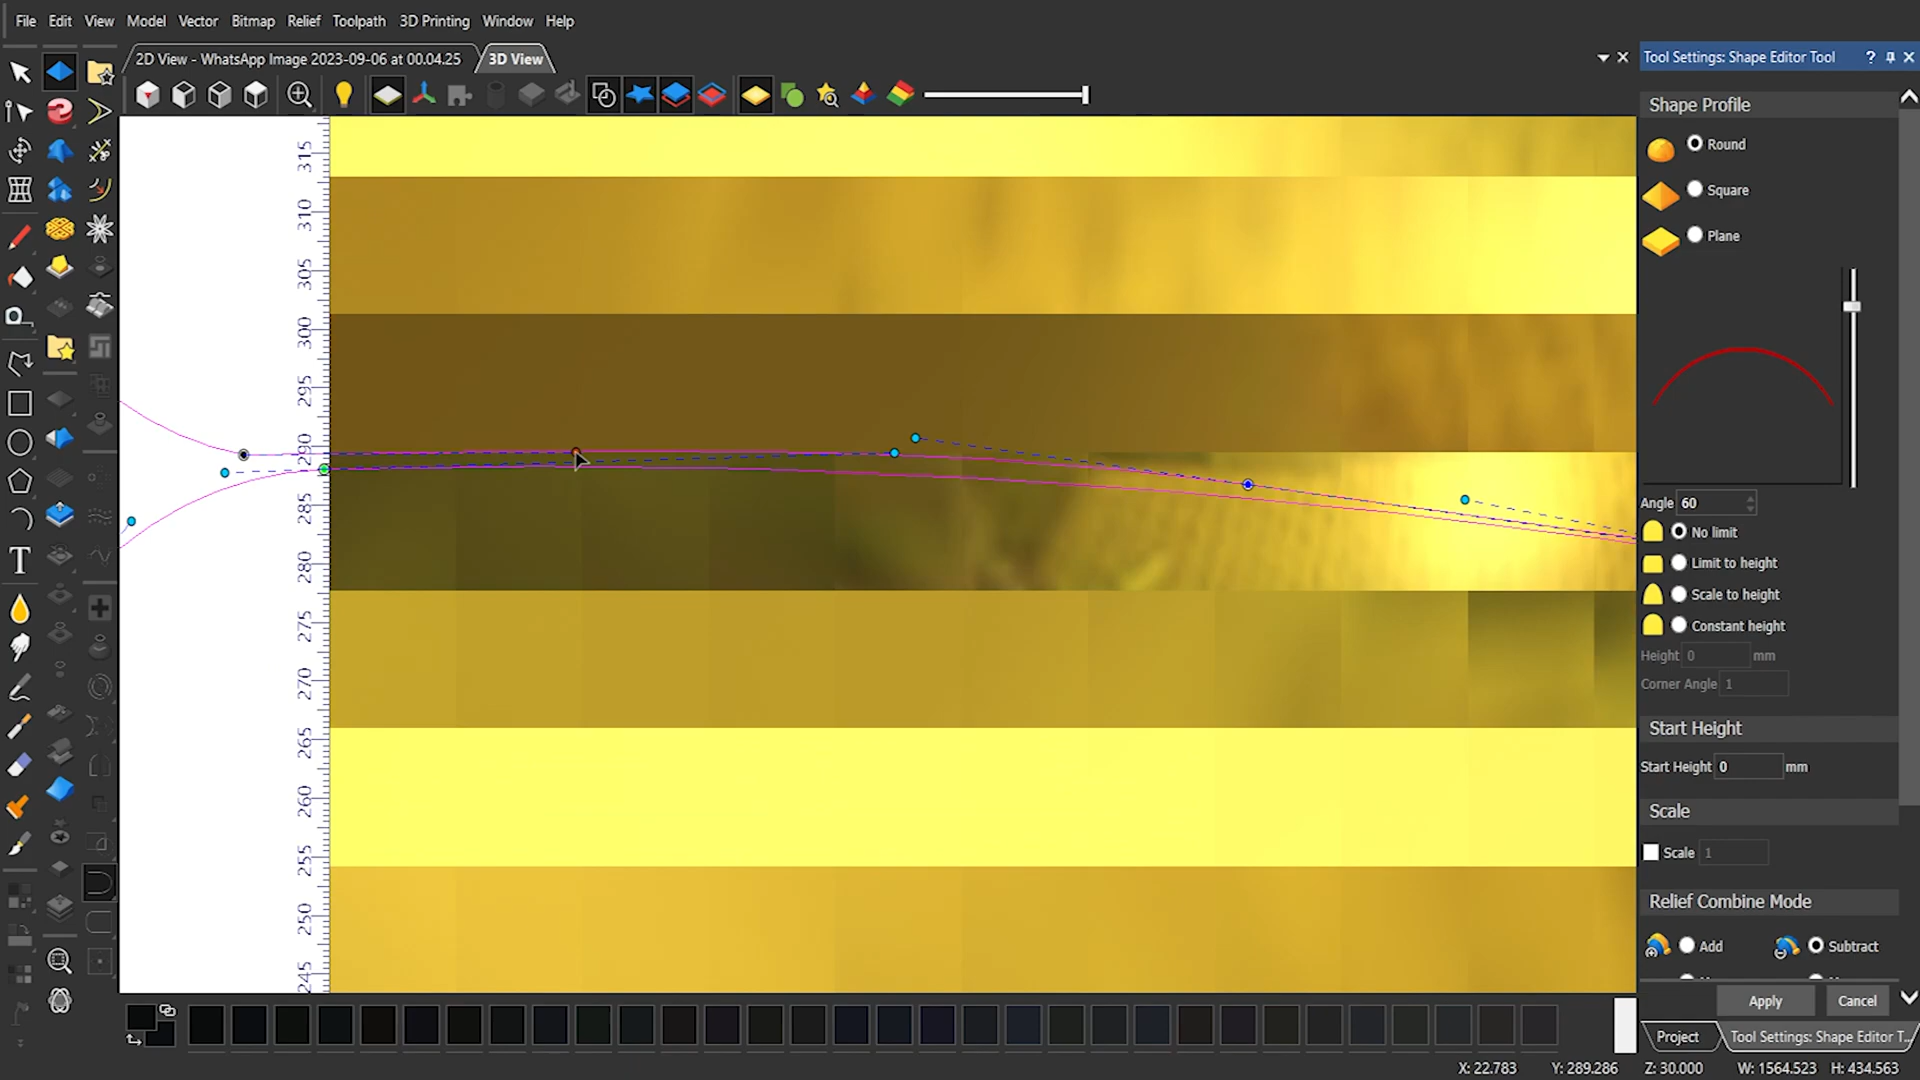 File Edit View Model Vector Bitmap Relief Toolpath 3D Printing Window Help
2D View - WhatsApp Image 2023-09-06 at 00.04.25
3D View
Tool Settings: Shape Editor Tool
Shape Profile
Round
Square
Plane
315
310
305
300
295
290
285
280
275
270
265
260
255
250
245
Angle 60
No limit
Limit to height
Scale to height
Constant height
Height 0 mm
Corner Angle 1
Start Height
Start Height 0 mm
Scale
Scale 1
Relief Combine Mode
Add Subtract
Apply Cancel
Project Tool Settings: Shape Editor T...
X: 22.783 Y: 289.286 Z: 30.000 W: 1564.523 H: 434.563